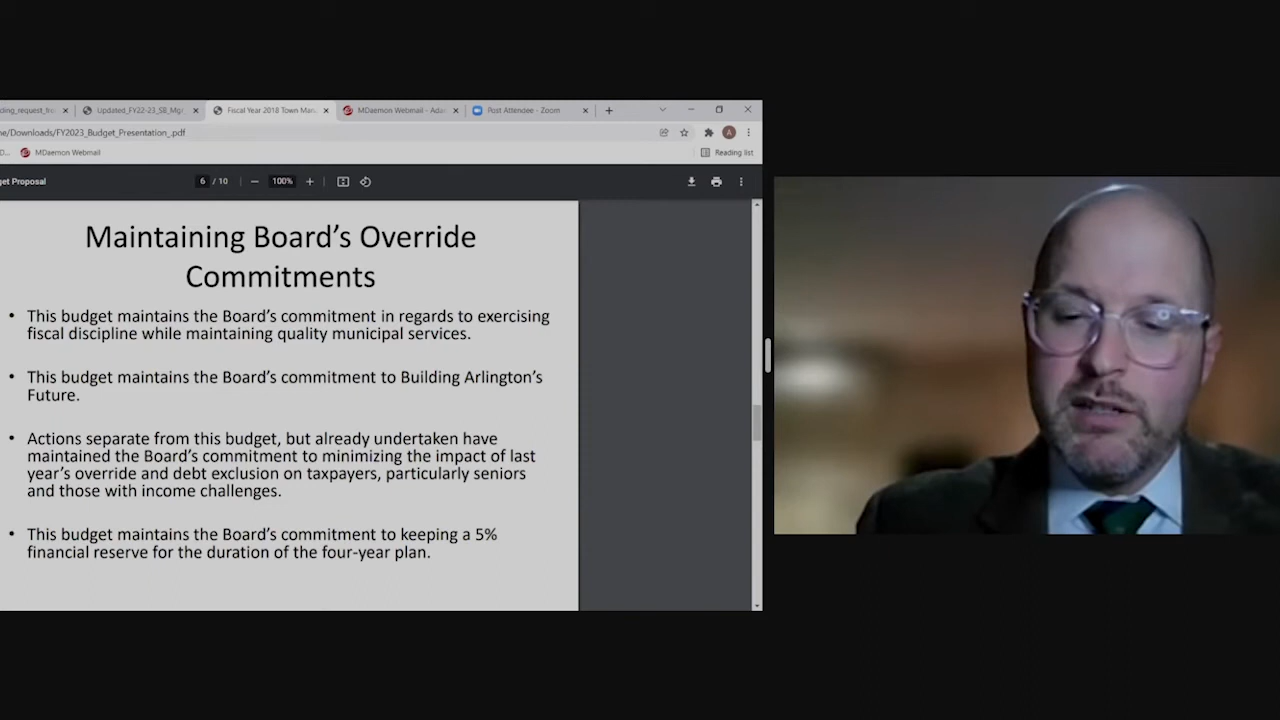 Updated_FY22-23_SB_Mgr
Fiscal Year 2018 Town Man
MDaemon Webmail - Ada
Post Attendee - Zoom
/Downloads/FY2023_Budget_Presentation_.pdf
A
MDaemon Webmail
Reading list
get Proposal
6 / 10
100%
Maintaining Board's Override
Commitments
• This budget maintains the Board's commitment in regards to exercising
fiscal discipline while maintaining quality municipal services.
• This budget maintains the Board's commitment to Building Arlington's
Future.
• Actions separate from this budget, but already undertaken have
maintained the Board's commitment to minimizing the impact of last
year's override and debt exclusion on taxpayers, particularly seniors
and those with income challenges.
• This budget maintains the Board's commitment to keeping a 5%
financial reserve for the duration of the four-year plan.